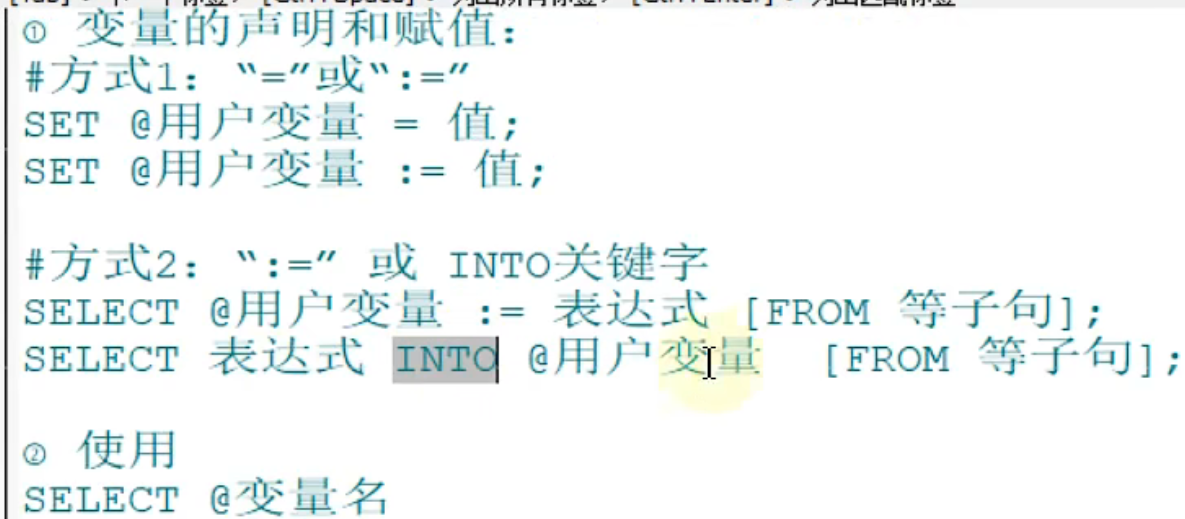 ① 变量的声明和赋值：
#方式1：“=”或“:=”
SET @用户变量 = 值;
SET @用户变量 := 值;
#方式2：“:=” 或 INTO关键字
SELECT @用户变量 := 表达式 [FROM 等子句];
SELECT 表达式 INTO @用户变量  [FROM 等子句];
② 使用
SELECT @变量名